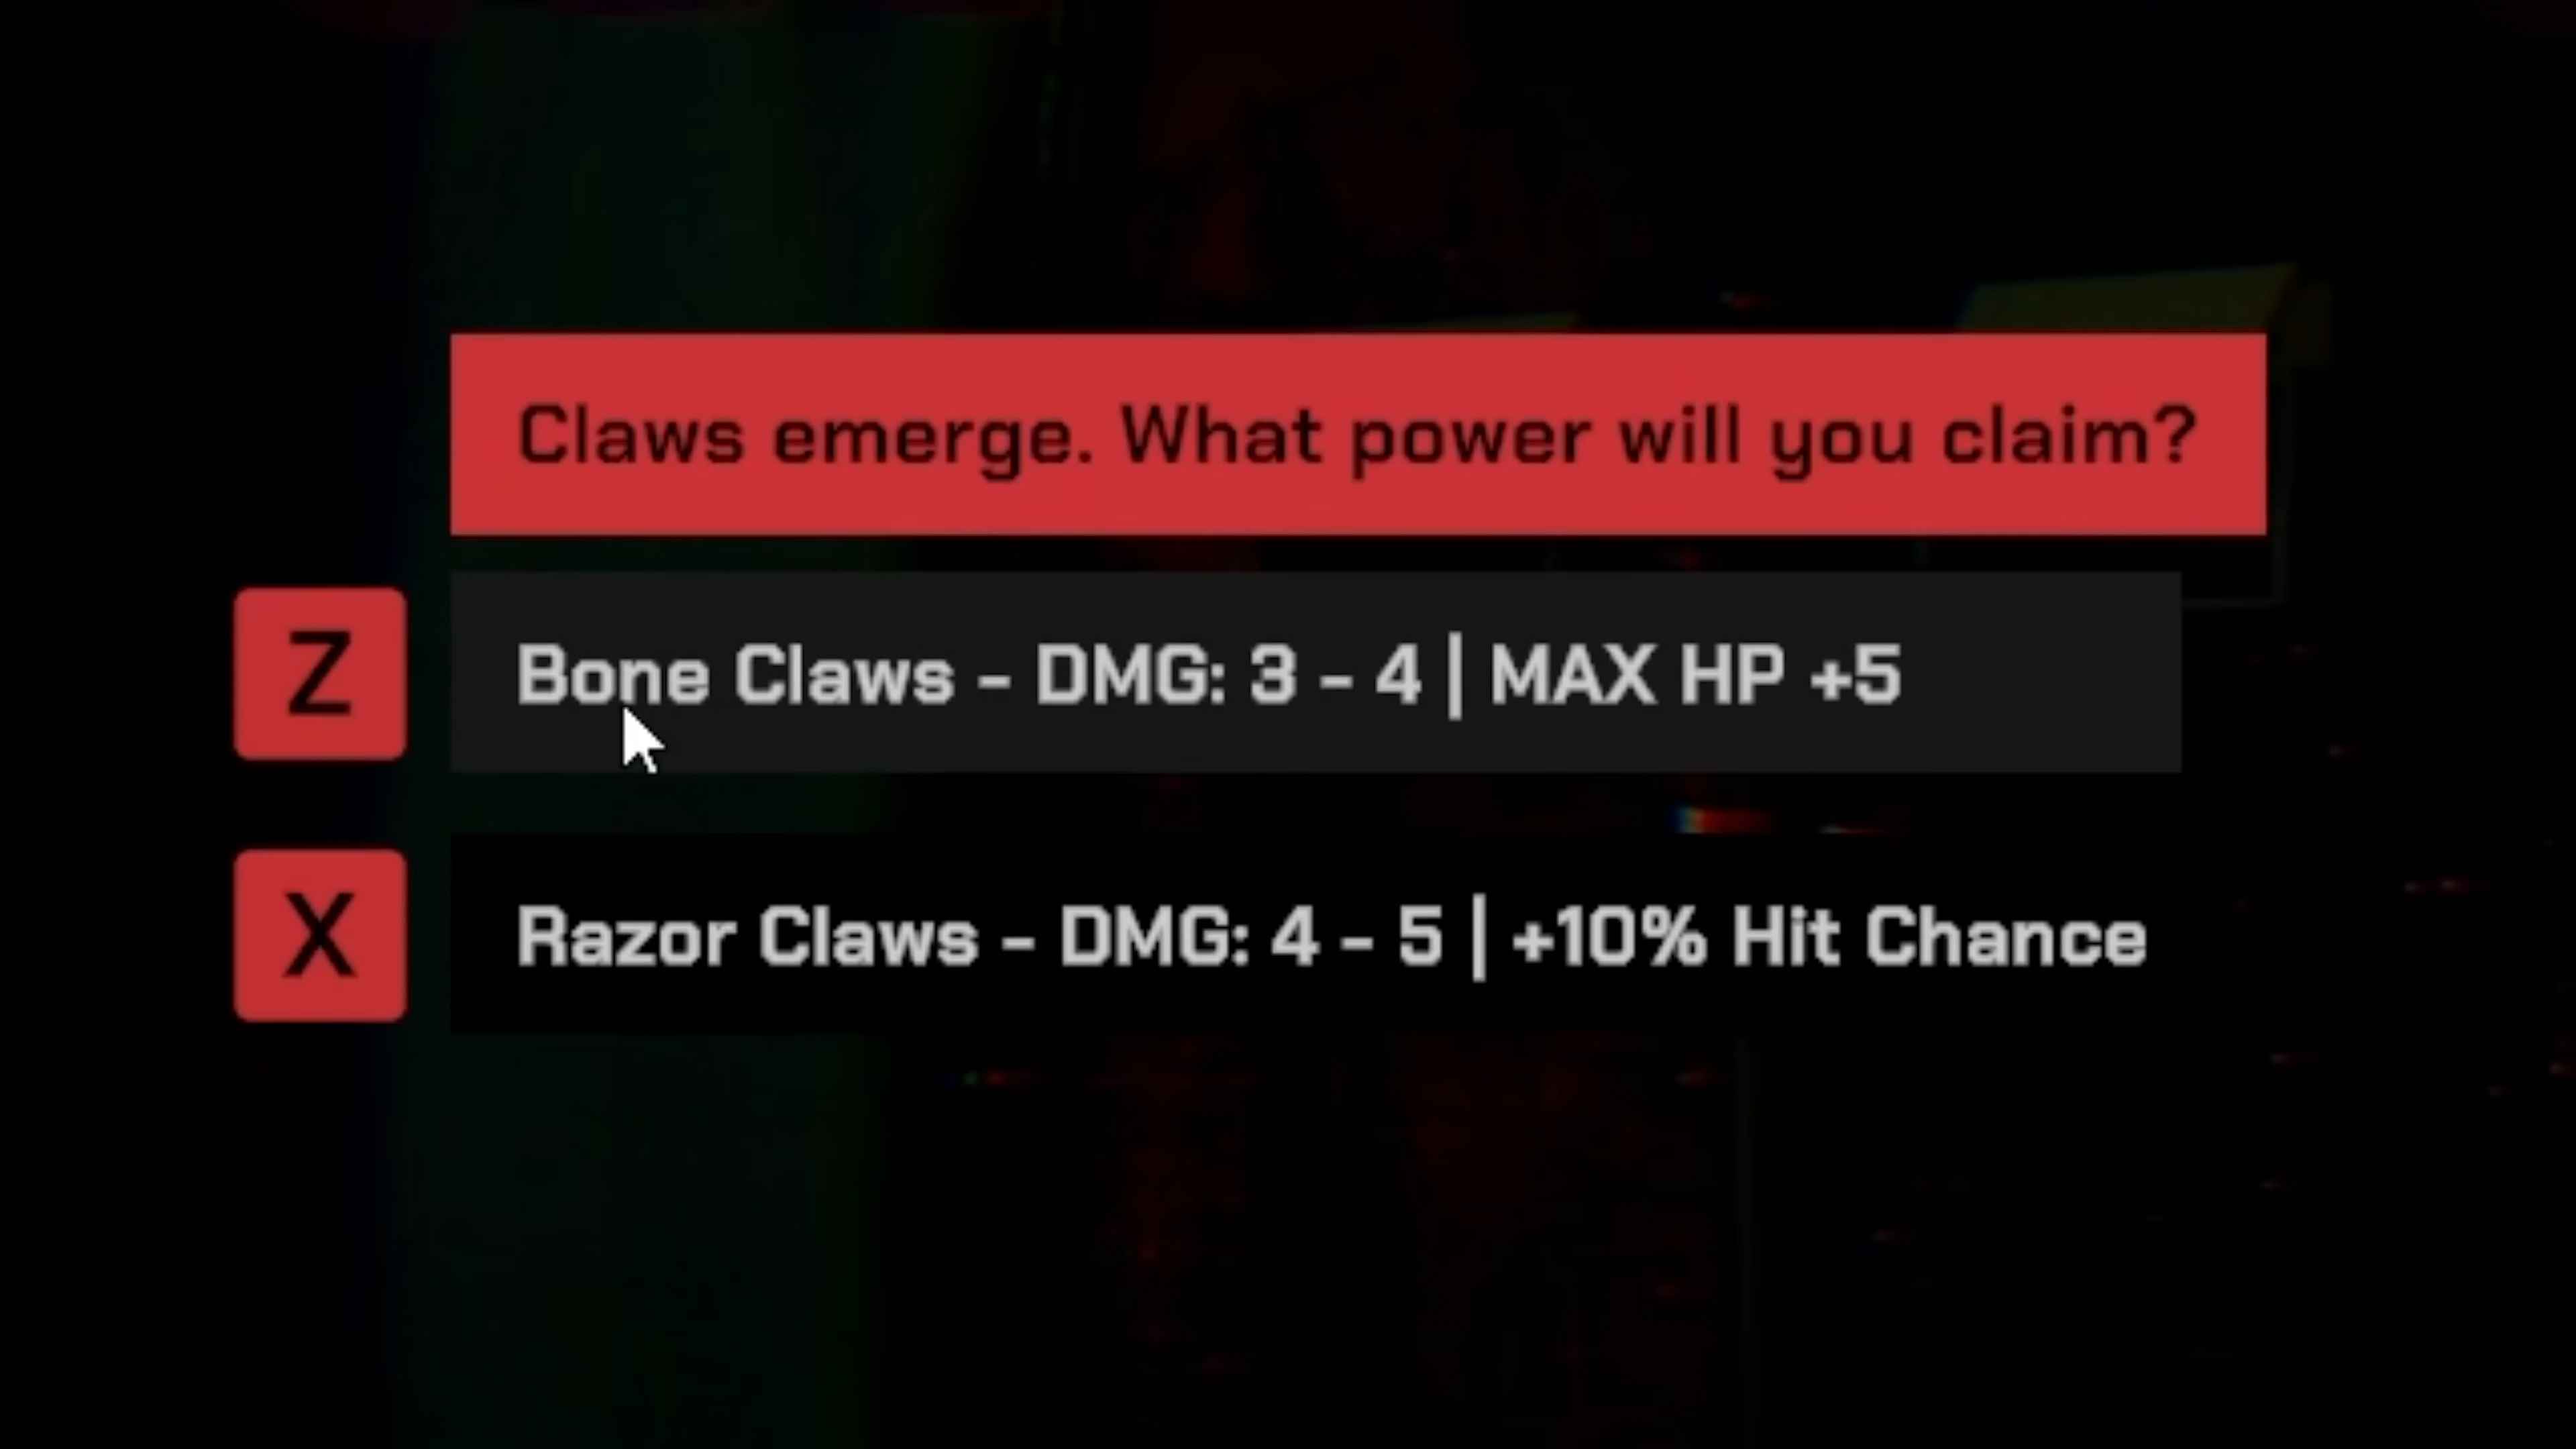 Claws emerge. What power will you claim?
Z
Bone Claws - DMG: 3 - 4 | MAX HP +5
X
Razor Claws - DMG: 4 - 5 | +10% Hit Chance